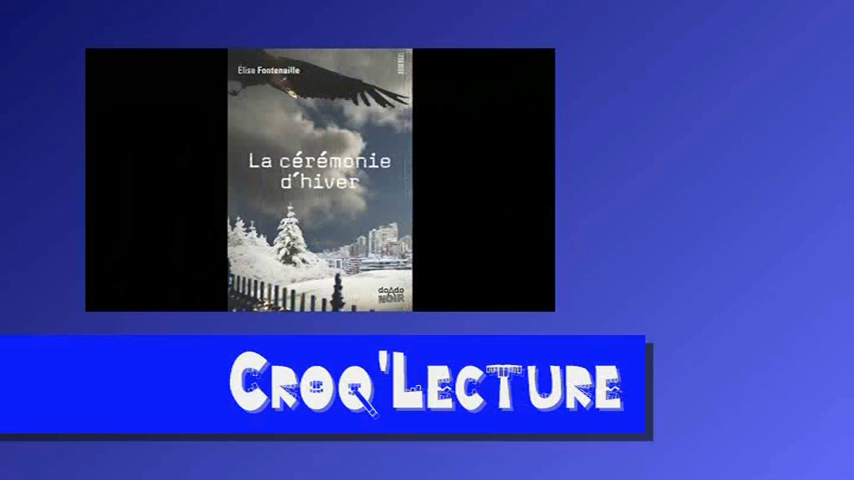 Élise Fontenaille
La cérémonie
d'hiver
doAdo
NOIR
Croq'Lecture